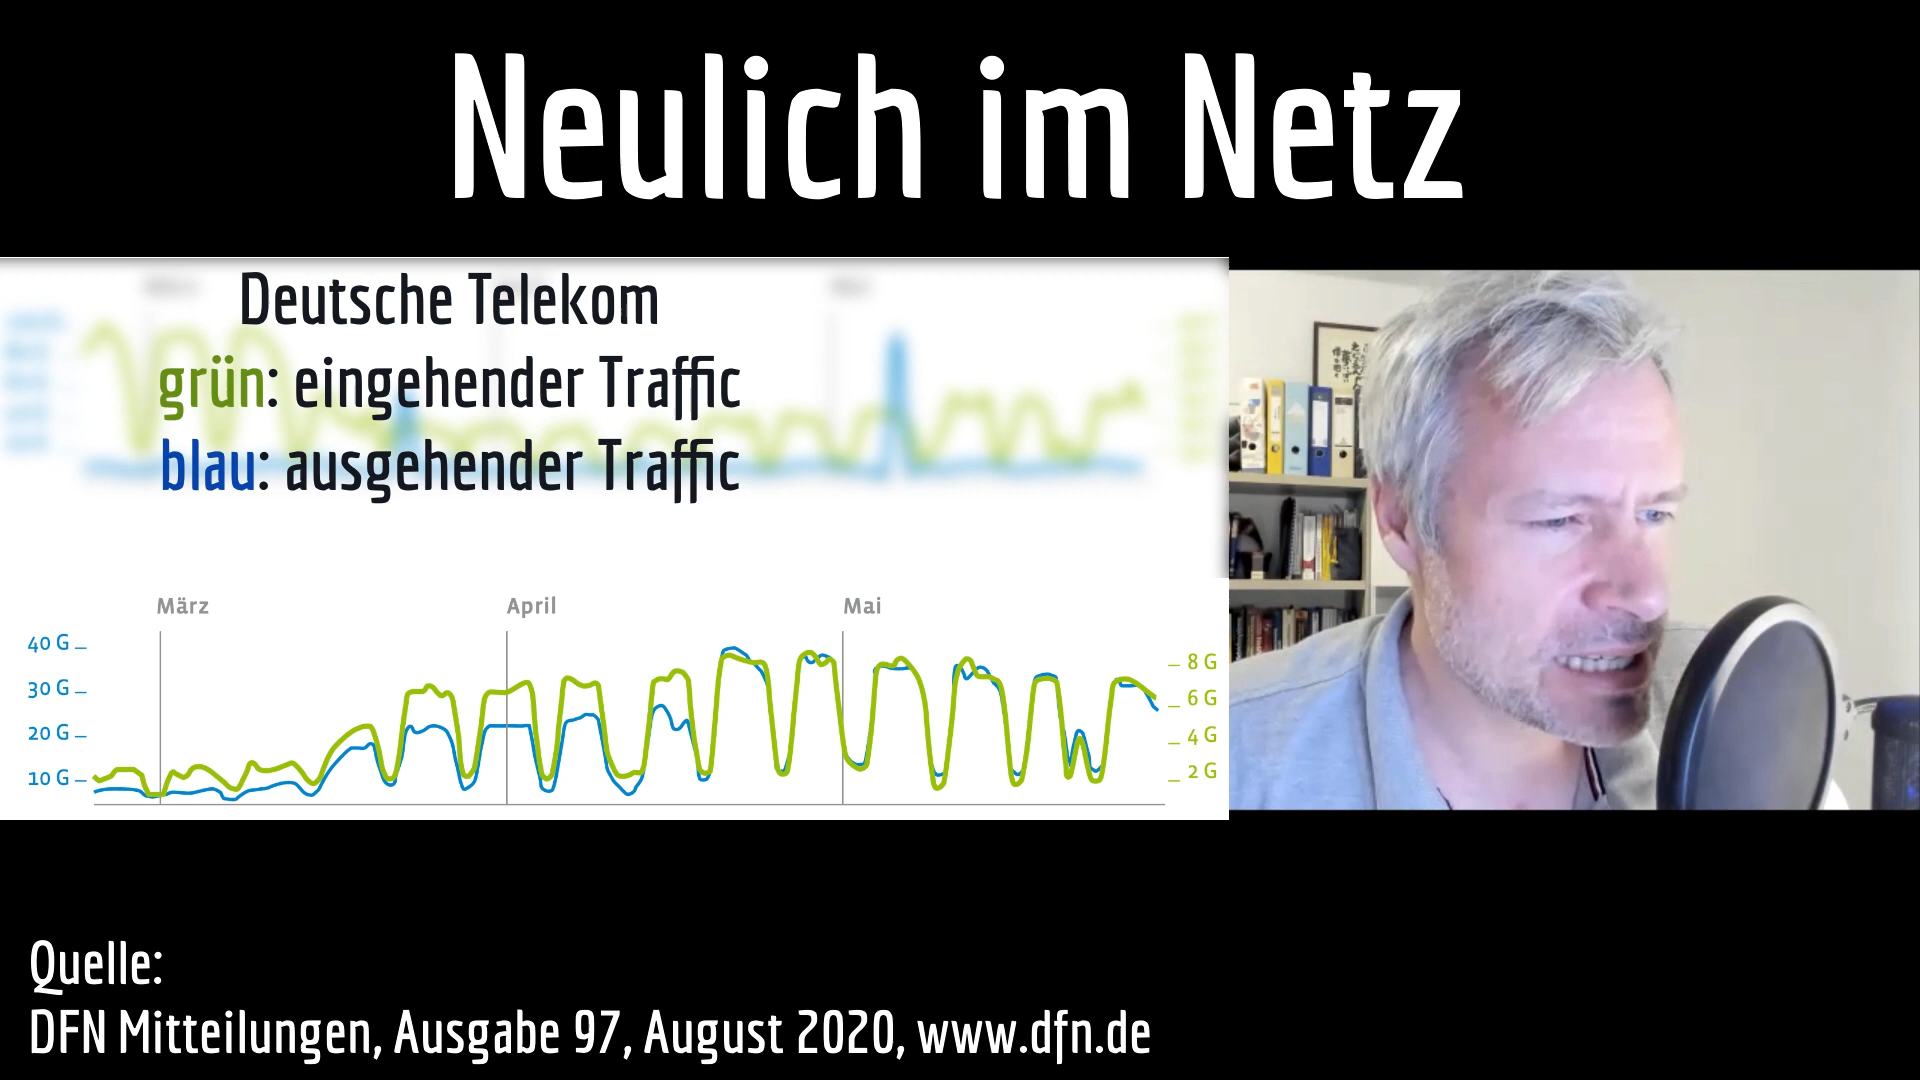 Neulich im Netz
Deutsche Telekom
grün: eingehender Traffic
blau: ausgehender Traffic
März April Mai
40 G
30 G
20 G
10 G
8 G
6 G
4 G
2 G
Quelle:
DFN Mitteilungen, Ausgabe 97, August 2020, www.dfn.de